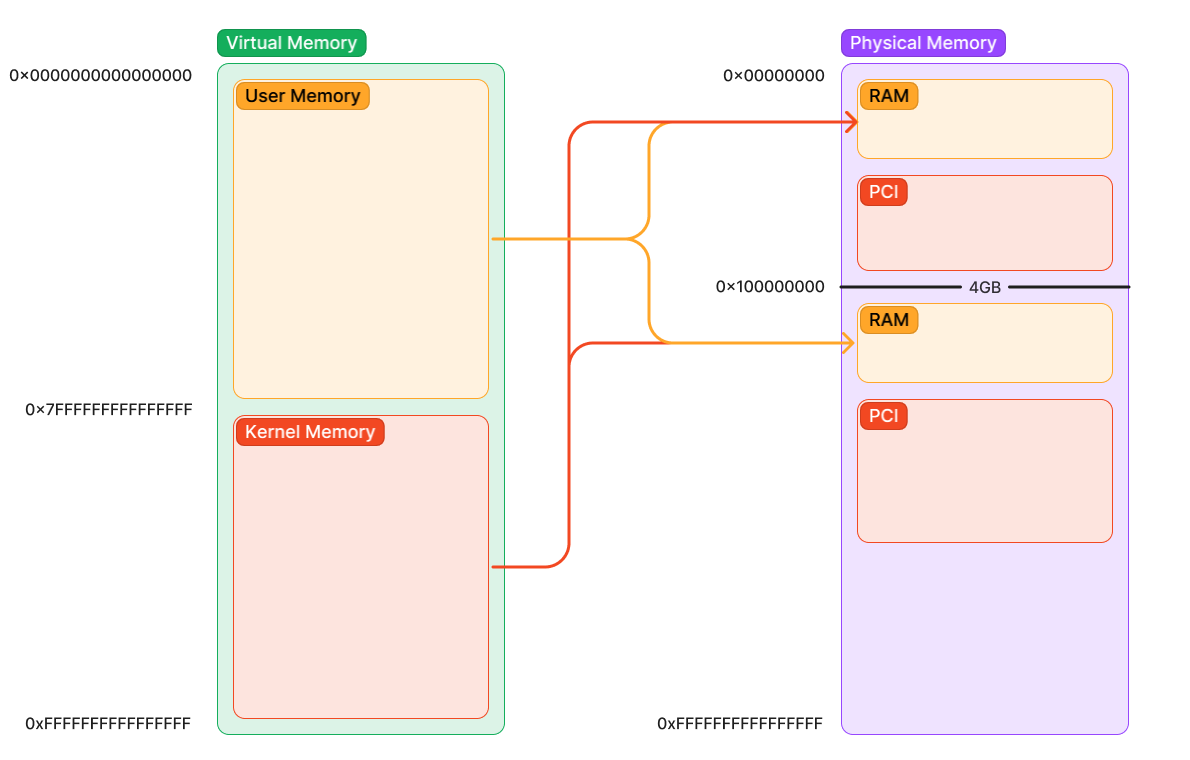 Virtual Memory
Physical Memory
0×0000000000000000
0×00000000
User Memory
RAM
PCI
0×100000000
4GB
RAM
0×7FFFFFFFFFFFFFFF
PCI
Kernel Memory
0xFFFFFFFFFFFFFFFF
0xFFFFFFFFFFFFFFFF